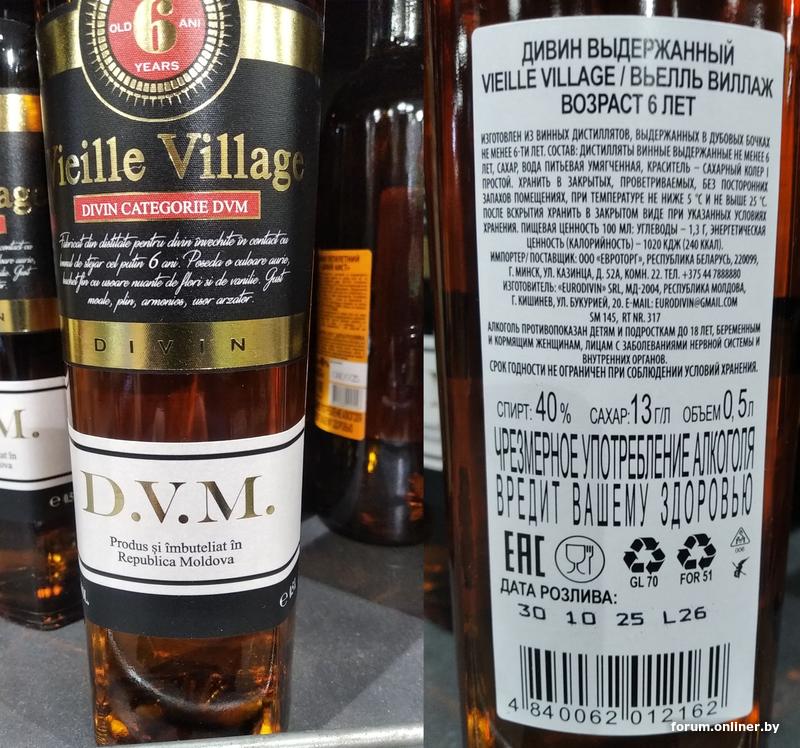 OLD 6 ANI
YEARS
Vieille Village
DIVIN CATEGORIE DVM
Fabricat din distilate pentru divin învechite în contact cu
lemnul de stejar cel puțin 6 ani. Poseda o culoare aurie,
buchet fin cu ușoare nuanțe de flori și de vanilie. Gust
moale, plin, armonios, ușor arzător.
DIVIN
D.V.M.
Produs și îmbuteliat în
Republica Moldova
ДИВИН ВЫДЕРЖАННЫЙ
VIEILLE VILLAGE / ВЬЕЛЛЬ ВИЛЛАЖ
ВОЗРАСТ 6 ЛЕТ
ИЗГОТОВЛЕН ИЗ ВИННЫХ ДИСТИЛЛЯТОВ, ВЫДЕРЖАННЫХ В ДУБОВЫХ БОЧКАХ
НЕ МЕНЕЕ 6-ТИ ЛЕТ. СОСТАВ: ДИСТИЛЛЯТЫ ВИННЫЕ ВЫДЕРЖАННЫЕ НЕ МЕНЕЕ 6
ЛЕТ, САХАР, ВОДА ПИТЬЕВАЯ УМЯГЧЕННАЯ, КРАСИТЕЛЬ – САХАРНЫЙ КОЛЕР I
ПРОСТОЙ. ХРАНИТЬ В ЗАКРЫТЫХ, ПРОВЕТРИВАЕМЫХ, БЕЗ ПОСТОРОННИХ
ЗАПАХОВ ПОМЕЩЕНИЯХ, ПРИ ТЕМПЕРАТУРЕ НЕ НИЖЕ 5 °С И НЕ ВЫШЕ 25 °С.
ПОСЛЕ ВСКРЫТИЯ ХРАНИТЬ В ЗАКРЫТОМ ВИДЕ ПРИ УКАЗАННЫХ УСЛОВИЯХ
ХРАНЕНИЯ. ПИЩЕВАЯ ЦЕННОСТЬ 100 МЛ: УГЛЕВОДЫ – 1,3 Г, ЭНЕРГЕТИЧЕСКАЯ
ЦЕННОСТЬ (КАЛОРИЙНОСТЬ) – 1020 КДЖ (240 ККАЛ).
ИМПОРТЕР/ ПОСТАВЩИК: ООО «ЕВРОТОРГ», РЕСПУБЛИКА БЕЛАРУСЬ, 220099,
Г. МИНСК, УЛ. КАЗИНЦА, Д. 52А, КОМН. 22. ТЕЛ. +375 44 7888880
ИЗГОТОВИТЕЛЬ: «EURODIVIN» SRL, МД-2004, РЕСПУБЛИКА МОЛДОВА,
Г. КИШИНЕВ, УЛ. БУКУРИЕЙ, 20. E-MAIL: EURODIVIN@GMAIL.COM
SM 145, RT NR. 317
АЛКОГОЛЬ ПРОТИВОПОКАЗАН ДЕТЯМ И ПОДРОСТКАМ ДО 18 ЛЕТ, БЕРЕМЕННЫМ
И КОРМЯЩИМ ЖЕНЩИНАМ, ЛИЦАМ С ЗАБОЛЕВАНИЯМИ НЕРВНОЙ СИСТЕМЫ И
ВНУТРЕННИХ ОРГАНОВ.
СРОК ГОДНОСТИ НЕ ОГРАНИЧЕН ПРИ СОБЛЮДЕНИИ УСЛОВИЙ ХРАНЕНИЯ.
СПИРТ: 40% САХАР: 13 Г/Л ОБЪЕМ 0,5 Л
ЧРЕЗМЕРНОЕ УПОТРЕБЛЕНИЕ АЛКОГОЛЯ
ВРЕДИТ ВАШЕМУ ЗДОРОВЬЮ
EAC
GL 70 FOR 51
006
ДАТА РОЗЛИВА:
30 10 25 L26
4 840062 012162
forum.onliner.by